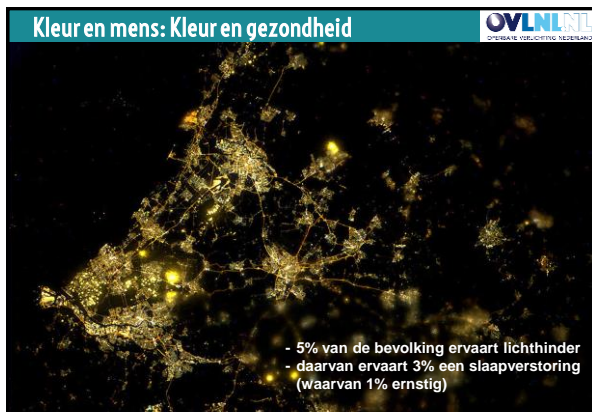 Kleur en mens: Kleur en gezondheid
OVLNL.NL
OPENBARE VERLICHTING NEDERLAND
- 5% van de bevolking ervaart lichthinder
- daarvan ervaart 3% een slaapverstoring
(waarvan 1% ernstig)